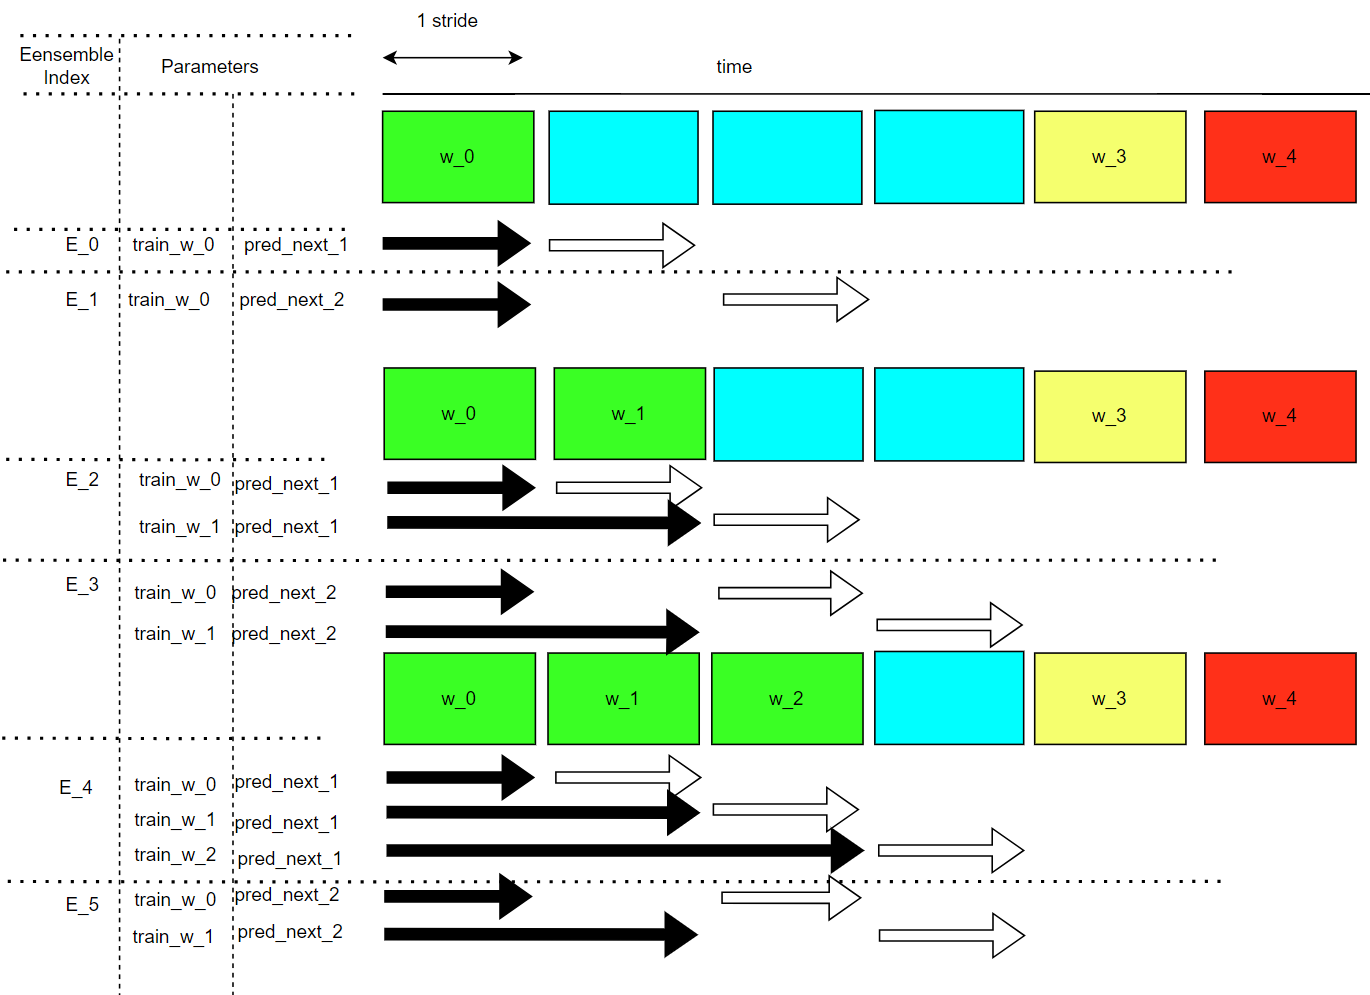 1 stride
Eensemble
Index
Parameters
time
w_0
w_3
w_4
E_0 train_w_0 pred_next_1
E_1 train_w_0 pred_next_2
w_0
w_1
w_3
w_4
E_2 train_w_0 pred_next_1
train_w_1 pred_next_1
E_3 train_w_0 pred_next_2
train_w_1 pred_next_2
w_0
w_1
w_2
w_3
w_4
E_4 train_w_0 pred_next_1
train_w_1 pred_next_1
train_w_2 pred_next_1
E_5 train_w_0 pred_next_2
train_w_1 pred_next_2